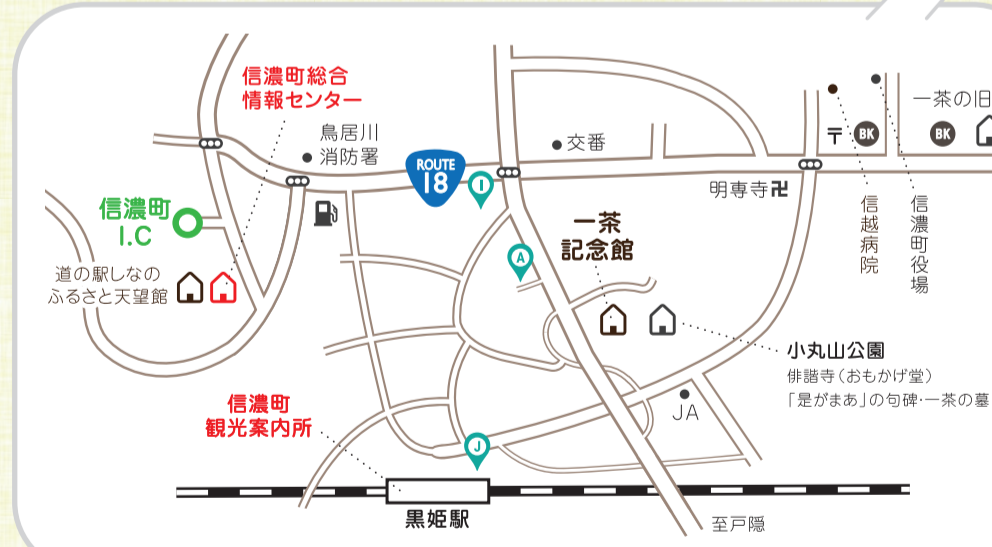 信濃町総合
情報センター
鳥居川
消防署
ROUTE
18
I
交番
一茶の旧
〒
BK
BK
明専寺卍
信越病院
信濃町役場
信濃町
I.C
一茶
記念館
A
道の駅しなの
ふるさと天望館
小丸山公園
俳諧寺（おもかげ堂）
「是がまあ」の句碑・一茶の墓
JA
信濃町
観光案内所
J
黒姫駅
至戸隠